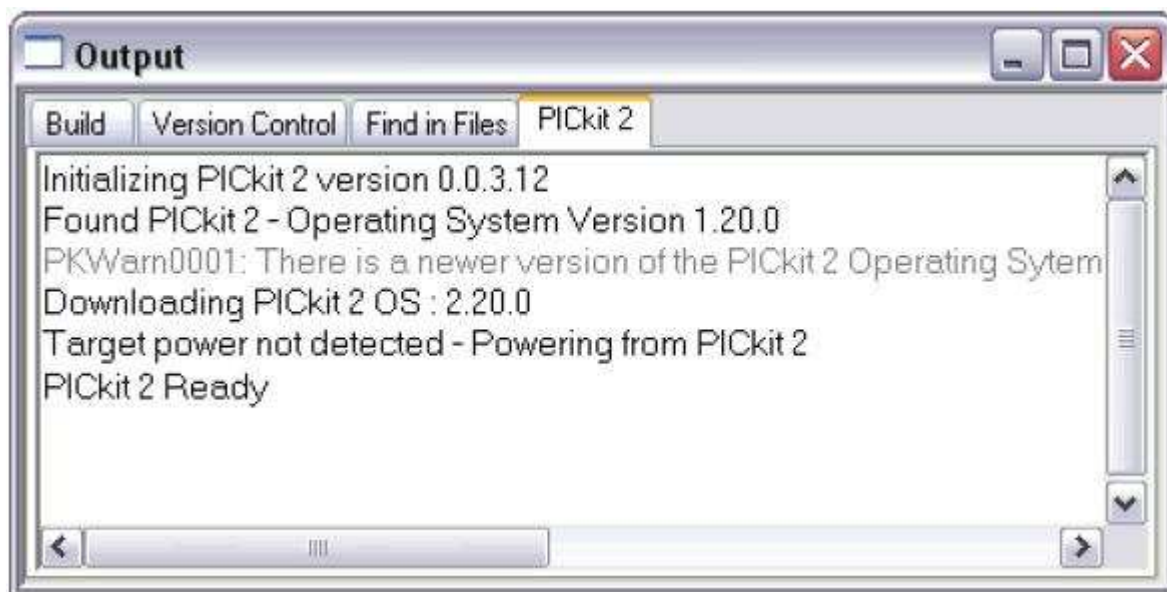 Output
Build Version Control Find in Files PICkit 2
Initializing PICkit 2 version 0.0.3.12
Found PICkit 2 - Operating System Version 1.20.0
PKWarn0001: There is a newer version of the PICkit 2 Operating Sytem
Downloading PICkit 2 OS : 2.20.0
Target power not detected - Powering from PICkit 2
PICkit 2 Ready